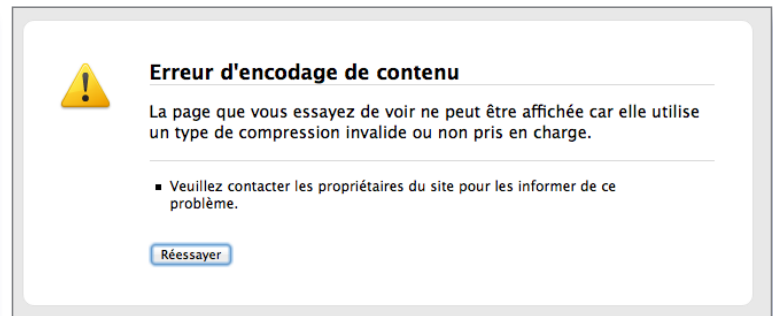 Erreur d'encodage de contenu
La page que vous essayez de voir ne peut être affichée car elle utilise
un type de compression invalide ou non pris en charge.
▪ Veuillez contacter les propriétaires du site pour les informer de ce
problème.
Réessayer